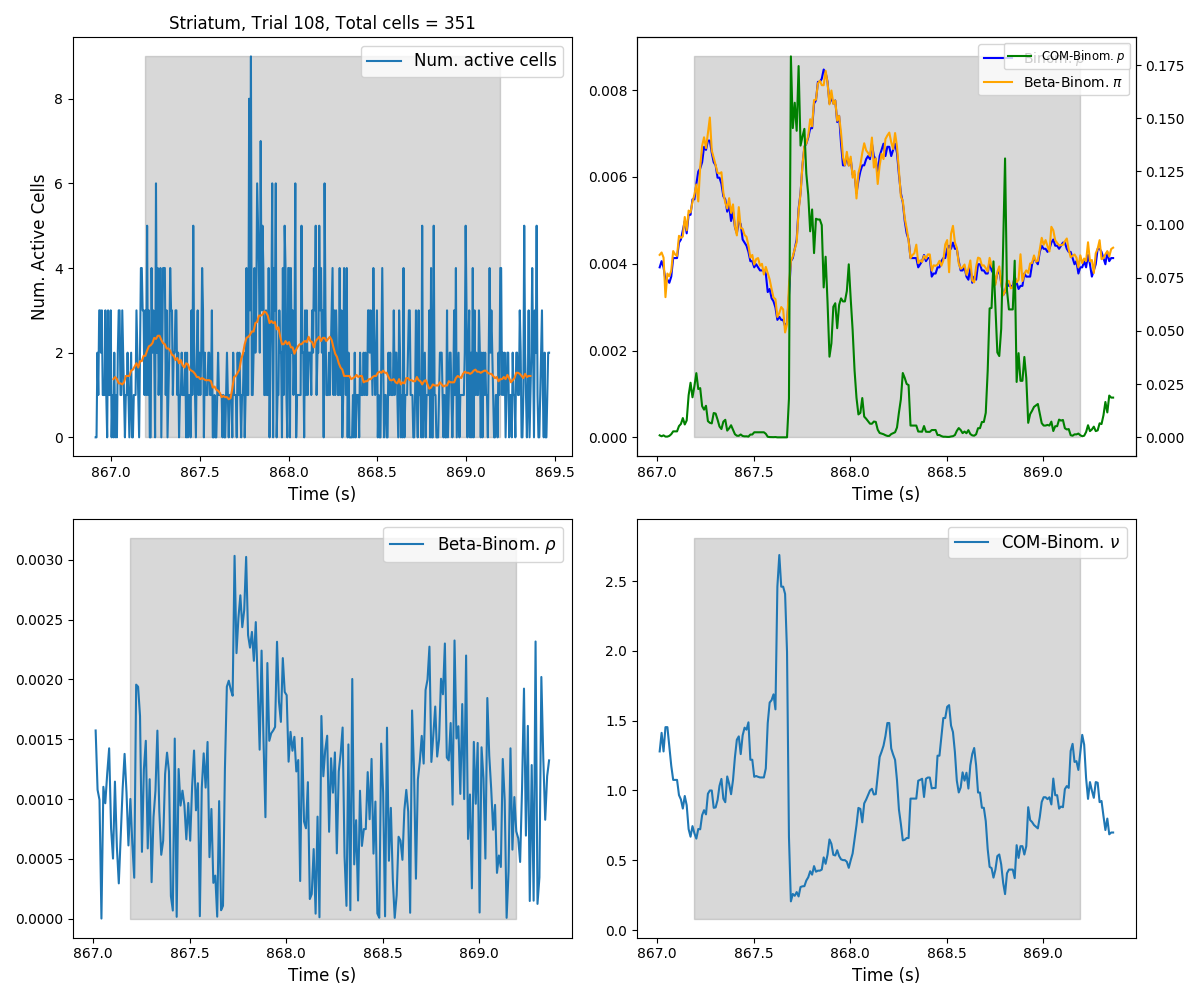 Striatum, Trial 108, Total cells = 351
Num. active cells
Num. Active Cells
8
6
4
2
0
867.0 867.5 868.0 868.5 869.0 869.5
Time (s)
COM-Binom. p
Beta-Binom. π
0.008
0.006
0.004
0.002
0.000
0.175
0.150
0.125
0.100
0.075
0.050
0.025
0.000
867.0 867.5 868.0 868.5 869.0
Time (s)
Beta-Binom. ρ
0.0030
0.0025
0.0020
0.0015
0.0010
0.0005
0.0000
867.0 867.5 868.0 868.5 869.0
Time (s)
COM-Binom. ν
2.5
2.0
1.5
1.0
0.5
0.0
867.0 867.5 868.0 868.5 869.0
Time (s)